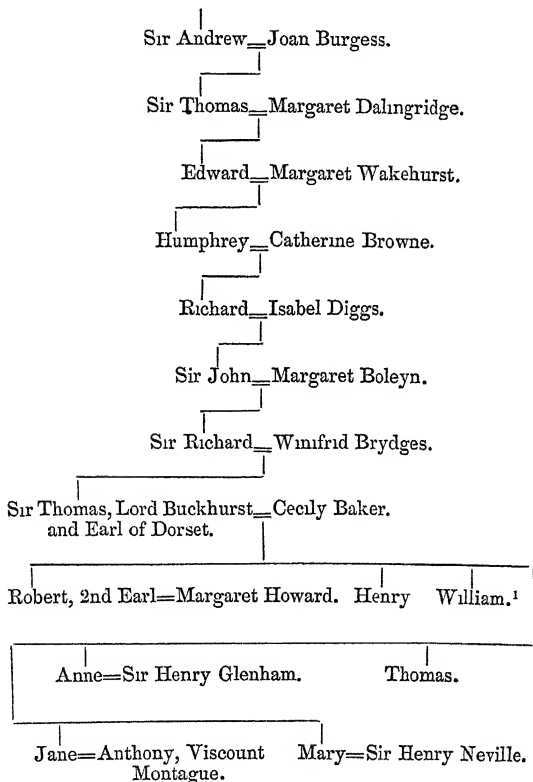 Sir Andrew=Joan Burgess.
Sir Thomas=Margaret Dalingridge.
Edward=Margaret Wakehurst.
Humphrey=Catherine Browne.
Richard=Isabel Diggs.
Sir John=Margaret Boleyn.
Sir Richard=Winifrid Brydges.
Sir Thomas, Lord Buckhurst=Cecily Baker.
and Earl of Dorset.
Robert, 2nd Earl=Margaret Howard. Henry William.¹
Anne=Sir Henry Glenham. Thomas.
Jane=Anthony, Viscount Mary=Sir Henry Neville.
Montague.